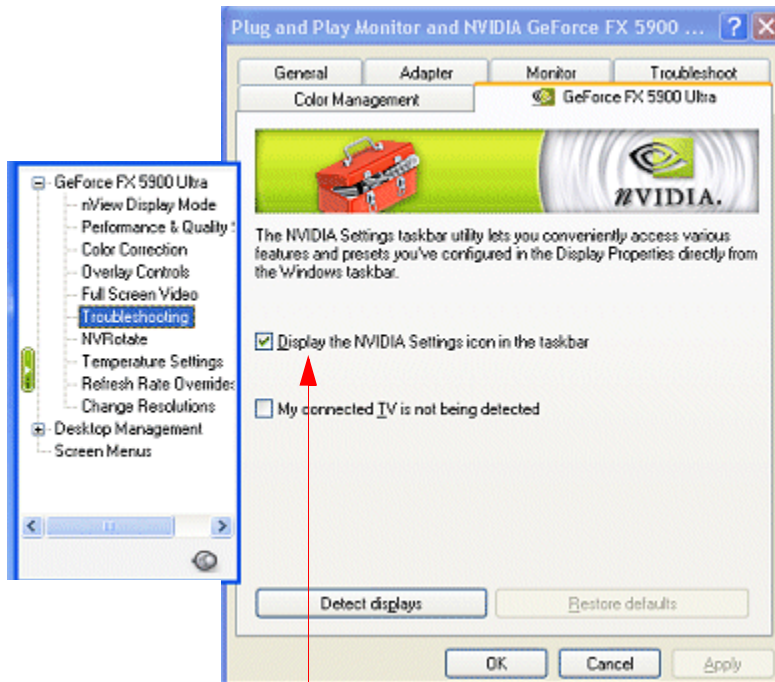 Plug and Play Monitor and NVIDIA GeForce FX 5900 ...
General Adapter Monitor Troubleshoot
Color Management GeForce FX 5900 Ultra
nVIDIA.
The NVIDIA Settings taskbar utility lets you conveniently access various
features and presets you've configured in the Display Properties directly from
the Windows taskbar.
Display the NVIDIA Settings icon in the taskbar
My connected TV is not being detected
Detect displays Restore defaults
OK Cancel Apply
GeForce FX 5900 Ultra
nView Display Mode
Performance & Quality
Color Correction
Overlay Controls
Full Screen Video
Troubleshooting
NVRotate
Temperature Settings
Refresh Rate Overrides
Change Resolutions
Desktop Management
Screen Menus